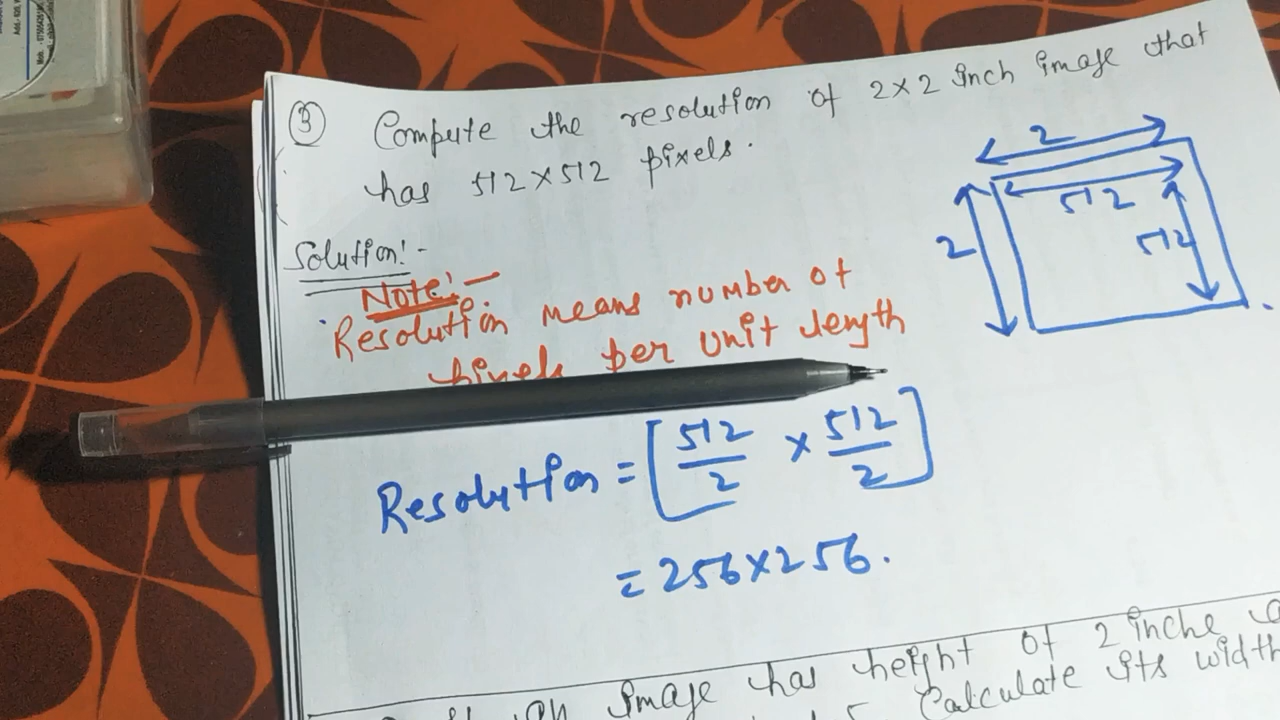 ③ Compute the resolution of 2×2 inch image that
has 512×512 pixels.
2
512
2
512
Solution:-
Note:-
Resolution means number of
pixels per unit length
Resolution = [512/2 × 512/2]
= 256×256.
image has height of 2 inche
Calculate its width